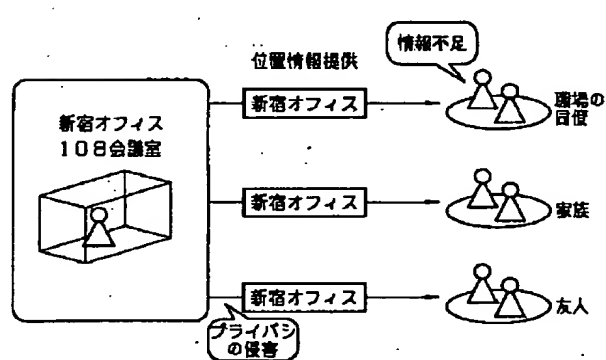 情報不足
位置情報提供
新宿オフィス
職場の
同僚
新宿オフィス
108会議室
新宿オフィス
家族
新宿オフィス
友人
プライバシ
の侵害